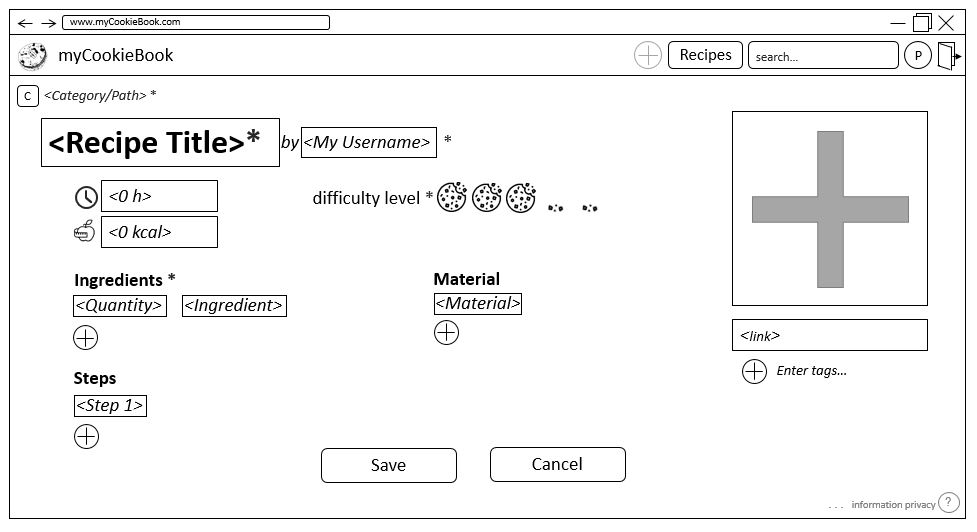 www.myCookieBook.com
myCookieBook
Recipes
search...
P
C <Category/Path> *
<Recipe Title>* by <My Username> *
<0 h>
difficulty level *
<0 kcal>
Ingredients *
Material
<Quantity> <Ingredient>
<Material>
<link>
Enter tags...
Steps
<Step 1>
Save
Cancel
... information privacy ?